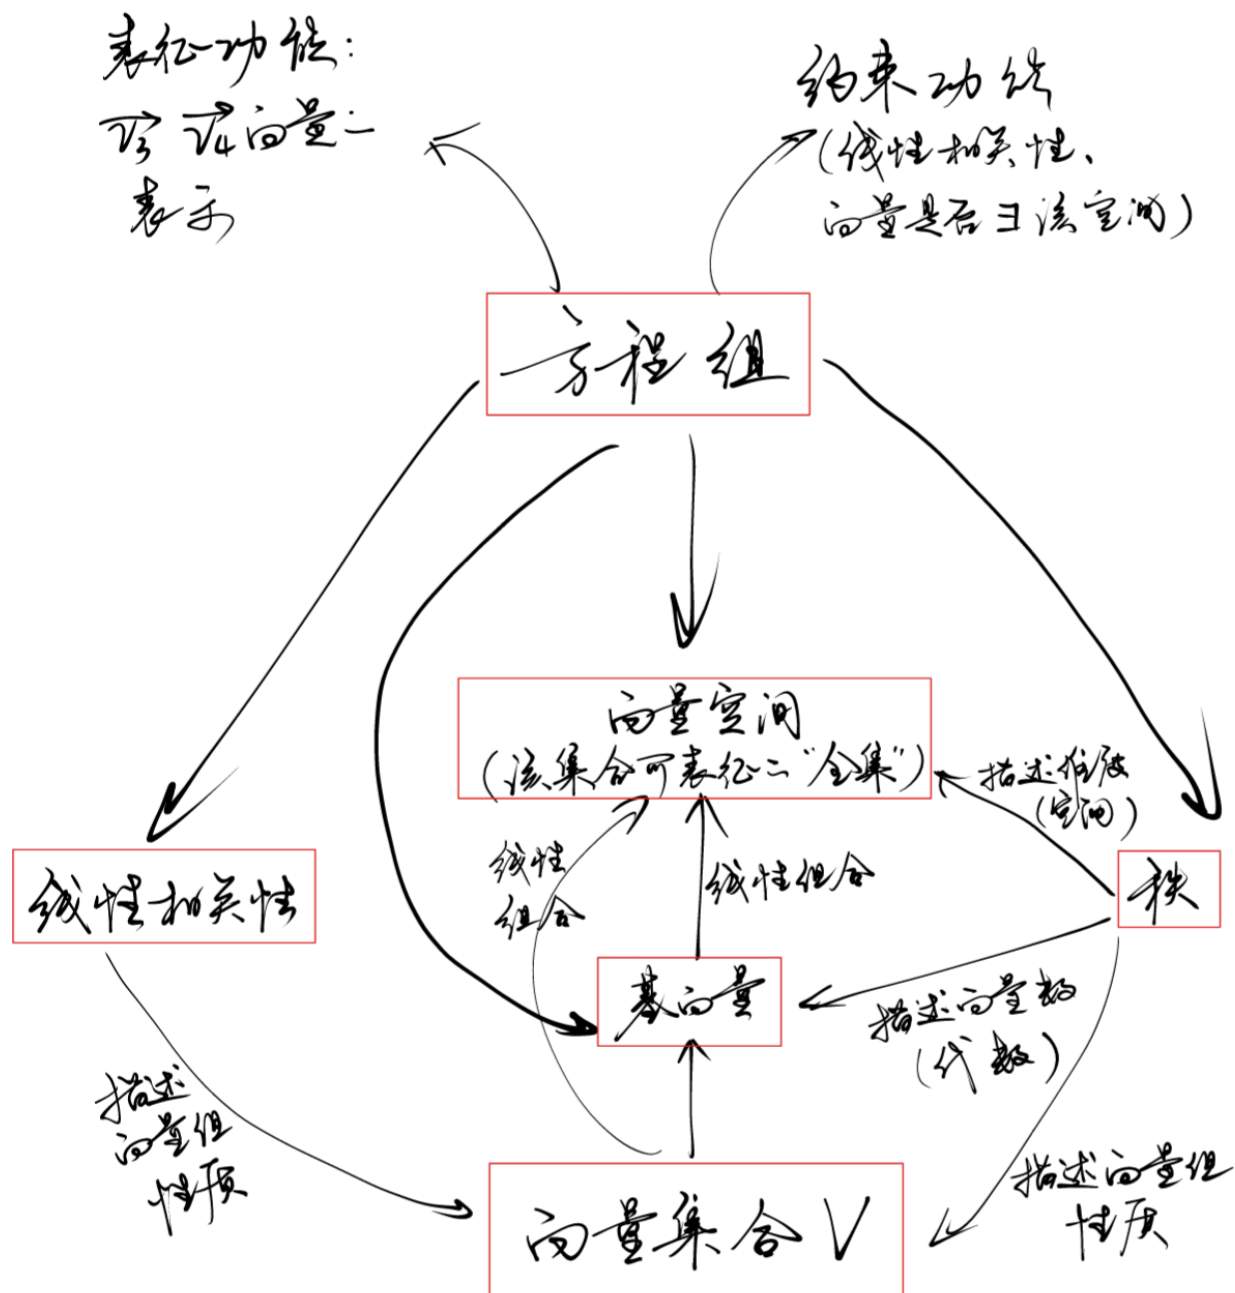 表征功能:
v3 v4向量之
表示
约束功能
(线性相关性、
向量是否∃该空间)
方程组
向量空间
(该集合可表征之“全集”)
描述维度
(空间)
线性
组合
线性组合
线性相关性
秩
基向量
描述向量数
(代数)
描述
向量组
性质
描述向量组
性质
向量集合V